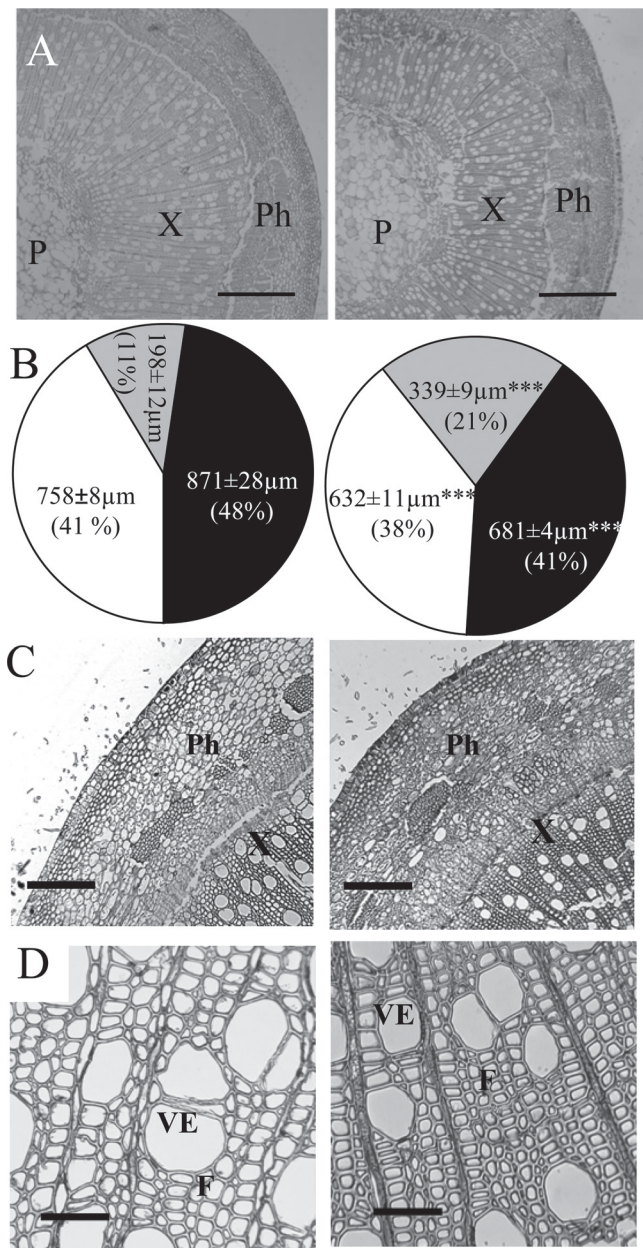 A
P
X
Ph
P
X
Ph
B
198±12µm
(11%)
758±8µm
(41 %)
871±28µm
(48%)
339±9µm***
(21%)
632±11µm***
(38%)
681±4µm***
(41%)
C
Ph
X
Ph
X
D
VE
F
VE
F